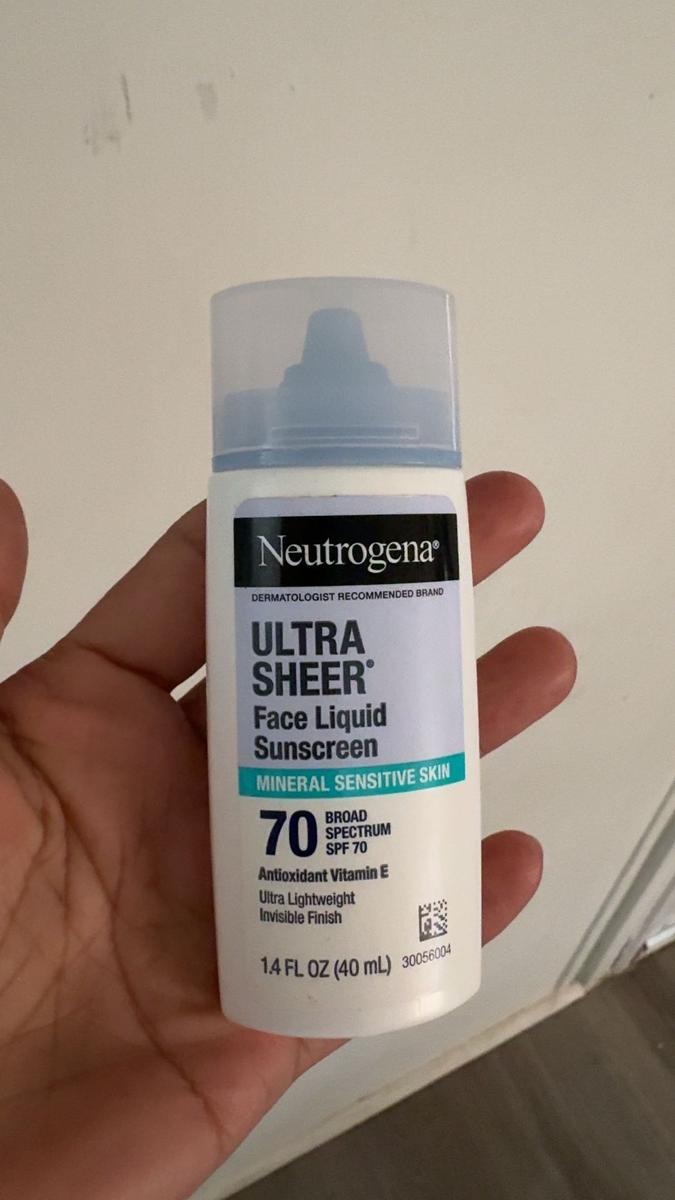 Neutrogena®
DERMATOLOGIST RECOMMENDED BRAND
ULTRA
SHEER®
Face Liquid
Sunscreen
MINERAL SENSITIVE SKIN
70 BROAD
SPECTRUM
SPF 70
Antioxidant Vitamin E
Ultra Lightweight
Invisible Finish
1.4 FL OZ (40 mL) 30056004